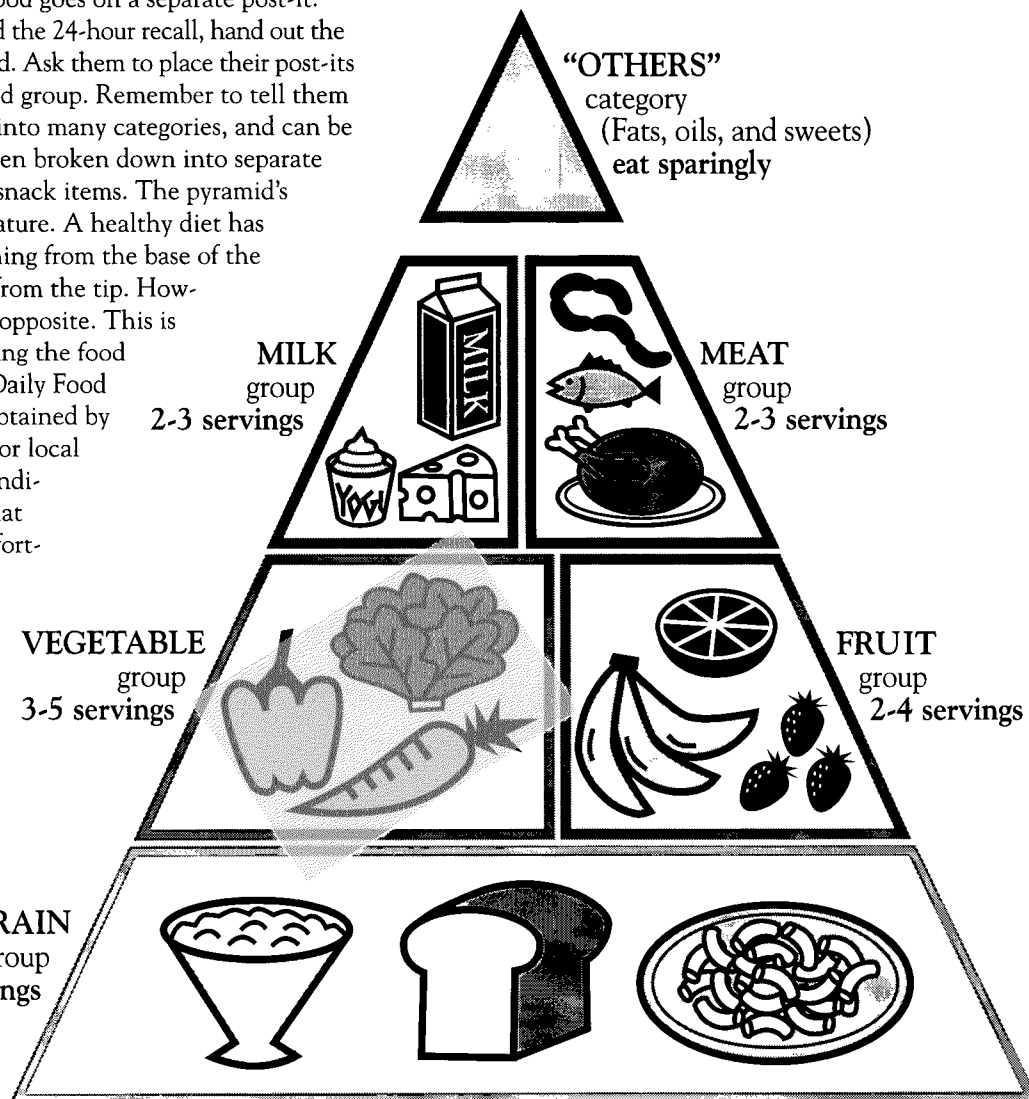 ood goes on a separate post-it.
d the 24-hour recall, hand out the
d. Ask them to place their post-its
d group. Remember to tell them
into many categories, and can be
en broken down into separate
snack items. The pyramid's
ature. A healthy diet has
ning from the base of the
from the tip. How-
opposite. This is
ing the food
Daily Food
btained by
or local
ndi-
at
ort-
"OTHERS"
category
(Fats, oils, and sweets)
eat sparingly
MILK
group
2-3 servings
MILK
MEAT
group
2-3 servings
VEGETABLE
group
3-5 servings
FRUIT
group
2-4 servings
RAIN
roup
ngs